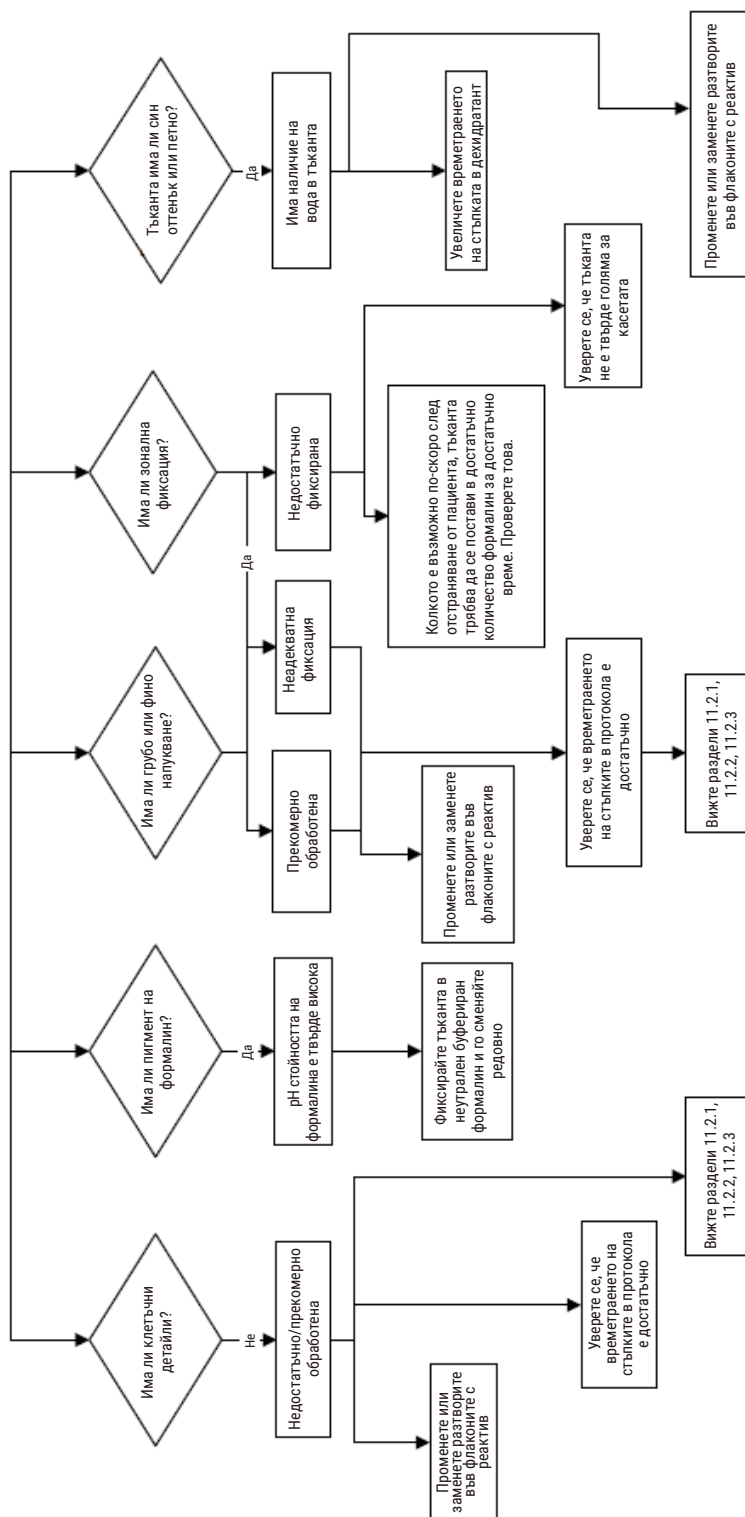 Има ли клетъчни
детайли?
Не
Недостатъчно/прекомерно
обработена
Променете или
заменете разтворите
във флаконите с
реактив
Уверете се, че
времетраенето на
стъпките в протокола
е достатъчно
Вижте раздели 11.2.1,
11.2.2, 11.2.3
Има ли пигмент на
формалин?
Да
pH стойността на
формалина е твърде висока
Фиксирайте тъканта в
неутрален буфериран
формалин и го сменяйте
редовно
Има ли грубо или фино
напукване?
Прекомерно
обработена
Неадекватна
фиксация
Променете или заменете
разтворите във
флаконите с реактив
Уверете се, че времетраенето
на стъпките в протокола е
достатъчно
Вижте раздели 11.2.1,
11.2.2, 11.2.3
Има ли зонална
фиксация?
Да
Недостатъчно
фиксирана
Колкото е възможно по-скоро след
отстраняване от пациента, тъканта
трябва да се постави в достатъчно
количество формалин за достатъчно
време. Проверете това.
Уверете се, че тъканта
не е твърде голяма за
касетата
Тъканта има ли син
оттенък или петно?
Да
Има наличие на
вода в тъканта
Увеличете времетраенето
на стъпката в дехидратант
Променете или заменете разтворите
във флаконите с реактив